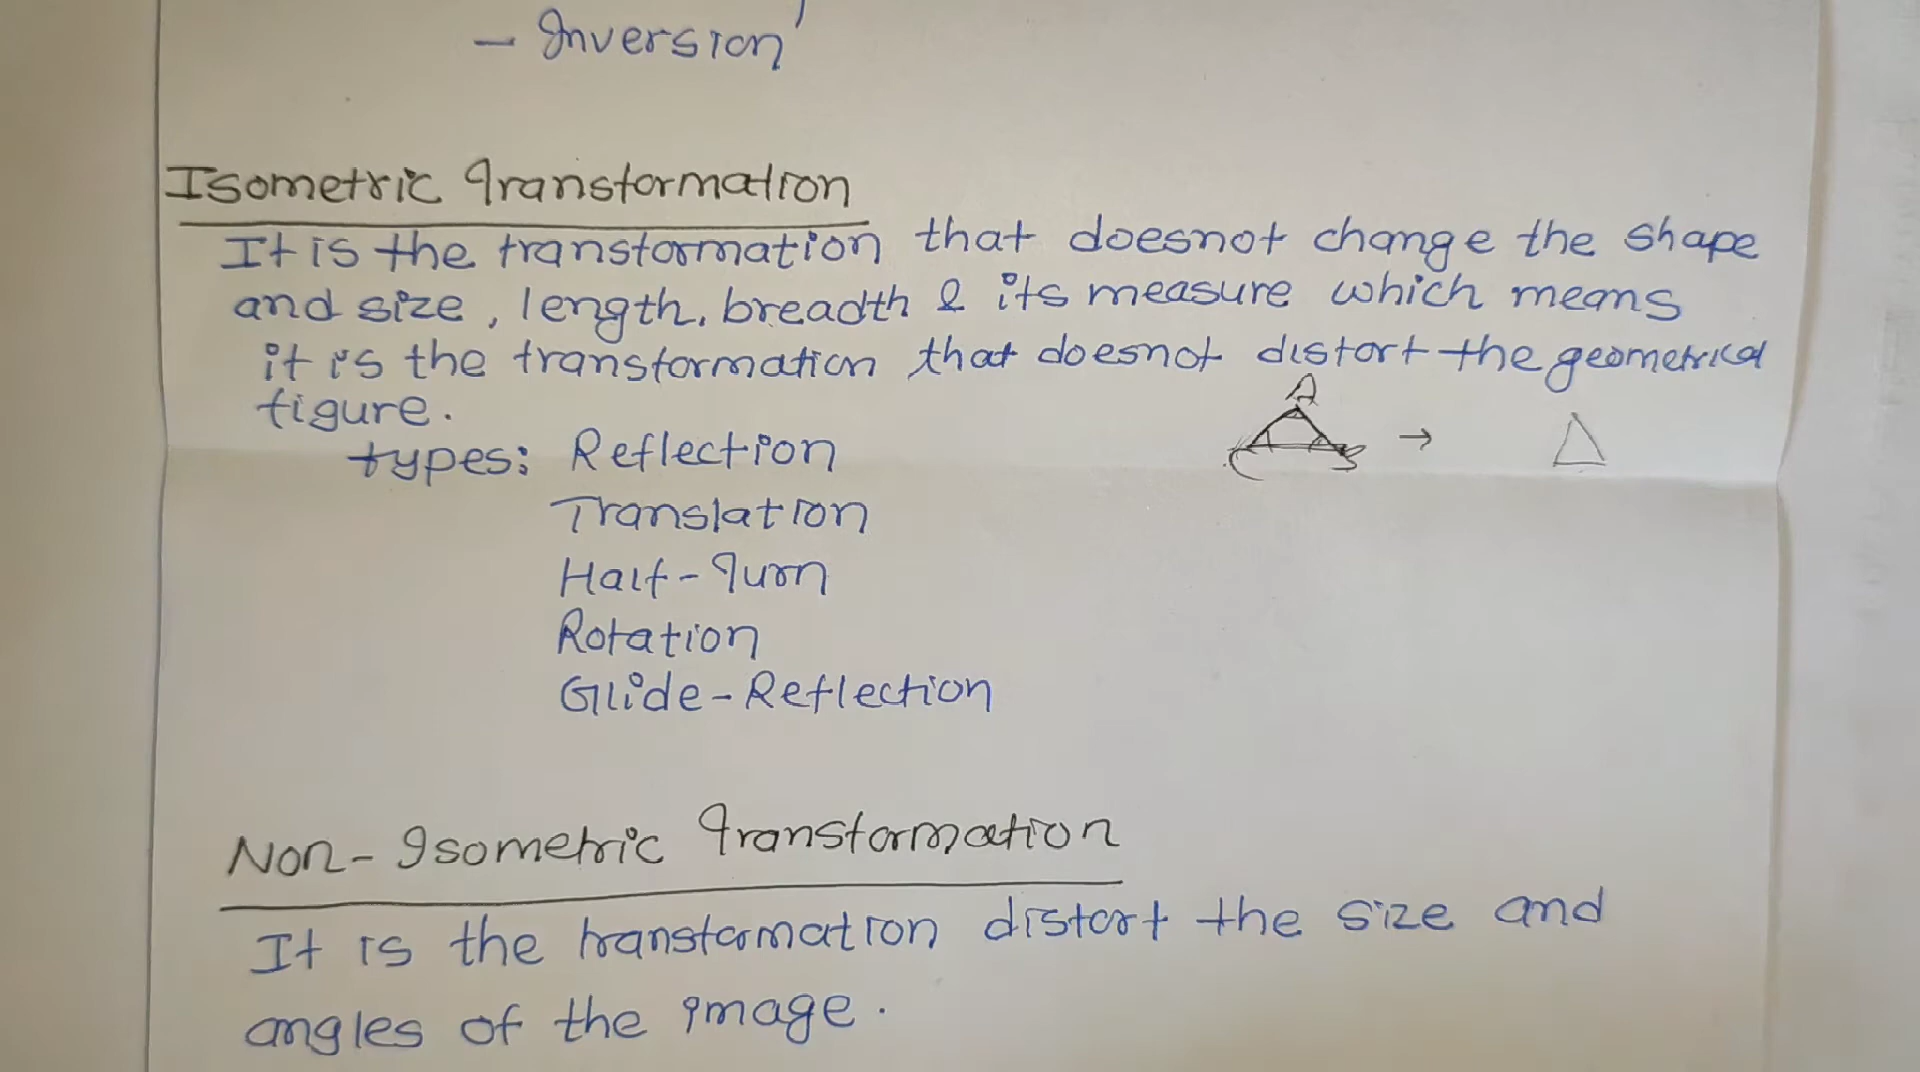 - Inversion
Isometric Transformation
It is the transformation that doesnot change the shape
and size, length, breadth & its measure which means
it is the transformation that doesnot distort the geometrical
figure.
A
C B →
types: Reflection
Translation
Half-Turn
Rotation
Glide-Reflection
Non-Isometric Transformation
It is the transformation distort the size and
angles of the image.